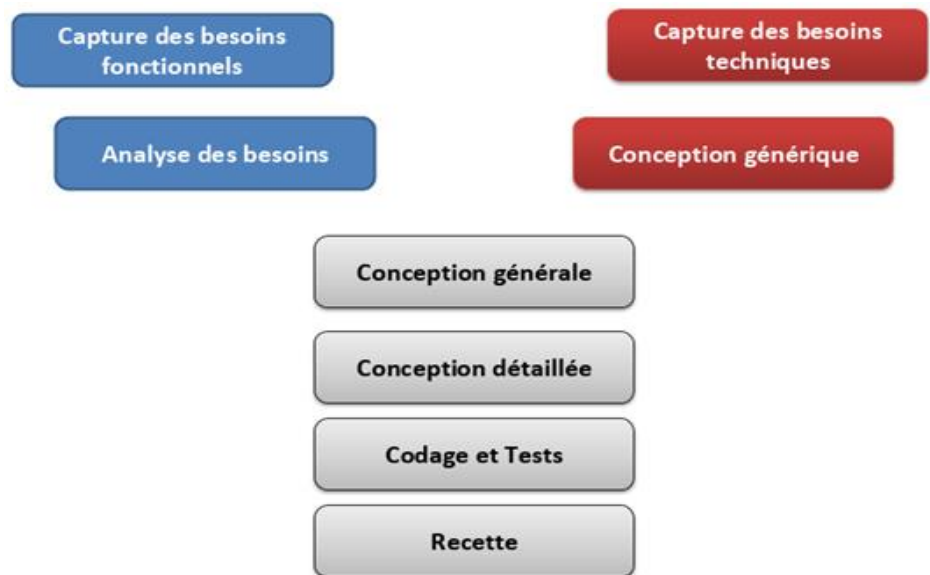 Capture des besoins
fonctionnels
Capture des besoins
techniques
Analyse des besoins
Conception générique
Conception générale
Conception détaillée
Codage et Tests
Recette